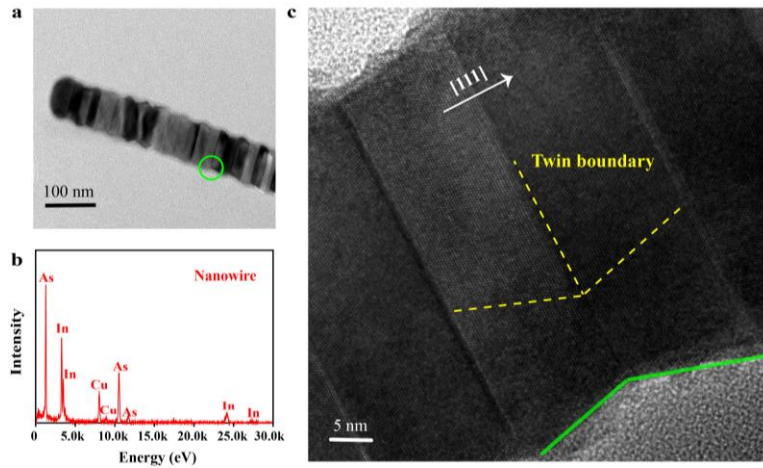 a
100 nm
b
Nanowire
As
In
In
Cu
Cu
As
As
In
In
Intensity
0 5.0k 10.0k 15.0k 20.0k 25.0k 30.0k
Energy (eV)
c
[111]
Twin boundary
5 nm